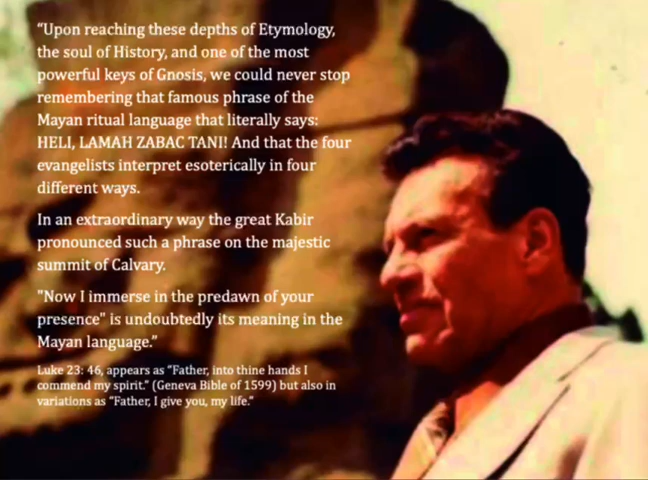 “Upon reaching these depths of Etymology,
the soul of History, and one of the most
powerful keys of Gnosis, we could never stop
remembering that famous phrase of the
Mayan ritual language that literally says:
HELI, LAMAH ZABAC TANI! And that the four
evangelists interpret esoterically in four
different ways.
In an extraordinary way the great Kabir
pronounced such a phrase on the majestic
summit of Calvary.
"Now I immerse in the predawn of your
presence" is undoubtedly its meaning in the
Mayan language.”
Luke 23: 46, appears as “Father, into thine hands I
commend my spirit.” (Geneva Bible of 1599) but also in
variations as “Father, I give you, my life.”